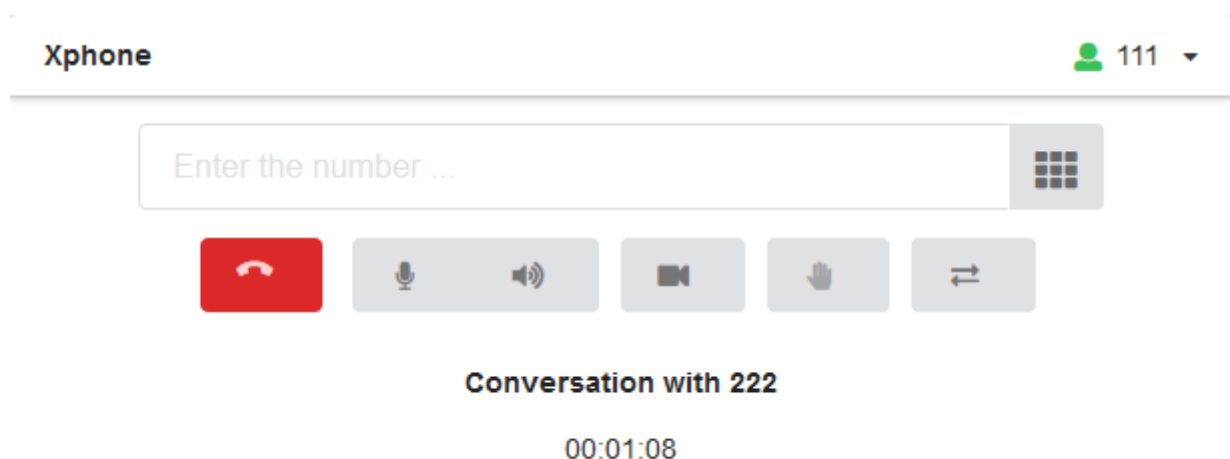 Xphone
111
Enter the number ...
Conversation with 222
00:01:08